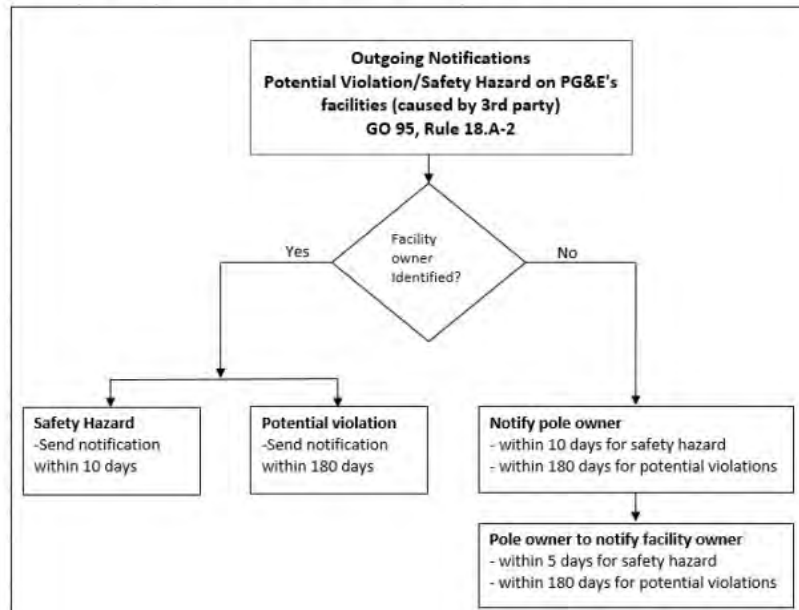 Outgoing Notifications
Potential Violation/Safety Hazard on PG&E's
facilities (caused by 3rd party)
GO 95, Rule 18.A-2
Facility
owner
Identified?
Yes
No
Safety Hazard
-Send notification
within 10 days
Potential violation
-Send notification
within 180 days
Notify pole owner
- within 10 days for safety hazard
- within 180 days for potential violations
Pole owner to notify facility owner
- within 5 days for safety hazard
- within 180 days for potential violations